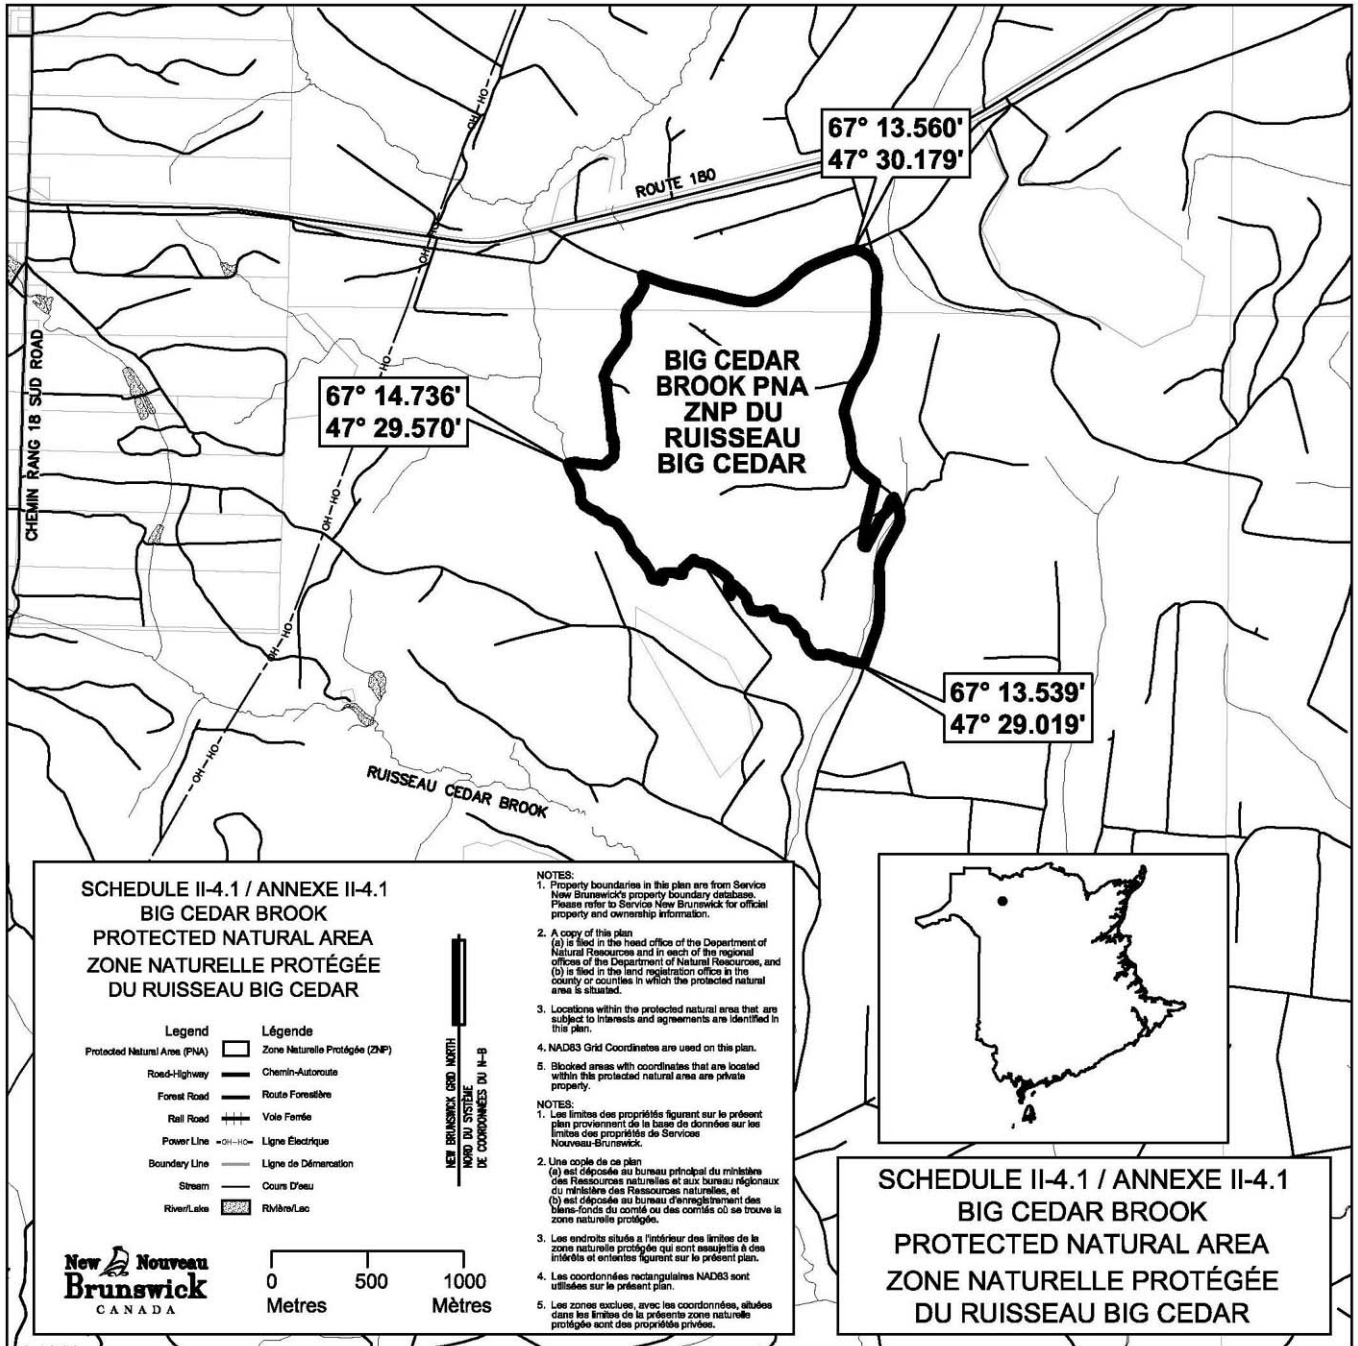 67° 13.560'
47° 30.179'
ROUTE 180
OH-HO
OH-HO
OH-HO
CHEMIN RANG 18 SUD ROAD
67° 14.736'
47° 29.570'
BIG CEDAR
BROOK PNA
ZNP DU
RUISSEAU
BIG CEDAR
OH-HO
OH-HO
OH-HO
67° 13.539'
47° 29.019'
RUISSEAU CEDAR BROOK
SCHEDULE II-4.1 / ANNEXE II-4.1
BIG CEDAR BROOK
PROTECTED NATURAL AREA
ZONE NATURELLE PROTÉGÉE
DU RUISSEAU BIG CEDAR
Legend Légende
Protected Natural Area (PNA) Zone Naturelle Protégée (ZNP)
Road-Highway Chemin-Autoroute
Forest Road Route Forestière
Rail Road Voie Ferrée
Power Line -OH-HO- Ligne Électrique
Boundary Line Ligne de Démarcation
Stream Cours D'eau
River/Lake Rivière/Lac
New Nouveau
Brunswick
CANADA
0 500 1000
Metres Mètres
NEW BRUNSWICK GRID NORTH
NORD DU SYSTÈME
DE COORDONNÉES DU N-B
NOTES:
1. Property boundaries in this plan are from Service
New Brunswick's property boundary database.
Please refer to Service New Brunswick for official
property and ownership information.
2. A copy of this plan
(a) is filed in the head office of the Department of
Natural Resources and in each of the regional
offices of the Department of Natural Resources, and
(b) is filed in the land registration office in the
county or counties in which the protected natural
area is situated.
3. Locations within the protected natural area that are
subject to interests and agreements are identified in
this plan.
4. NAD83 Grid Coordinates are used on this plan.
5. Blocked areas with coordinates that are located
within this protected natural area are private
property.
NOTES:
1. Les limites des propriétés figurant sur le présent
plan proviennent de la base de données sur les
limites des propriétés de Services
Nouveau-Brunswick.
2. Une copie de ce plan
(a) est déposée au bureau principal du ministère
des Ressources naturelles et aux bureau régionaux
du ministère des Ressources naturelles, et
(b) est déposée au bureau d'enregistrement des
biens-fonds du comté ou des comtés où se trouve la
zone naturelle protégée.
3. Les endroits situés a l'intérieur des limites de la
zone naturelle protégée qui sont assujettis à des
intérêts et ententes figurent sur le présent plan.
4. Les coordonnées rectangulaires NAD83 sont
utilisées sur le présent plan.
5. Les zones exclues, avec les coordonnées, situées
dans les limites de la présente zone naturelle
protégée sont des propriétés privées.
SCHEDULE II-4.1 / ANNEXE II-4.1
BIG CEDAR BROOK
PROTECTED NATURAL AREA
ZONE NATURELLE PROTÉGÉE
DU RUISSEAU BIG CEDAR